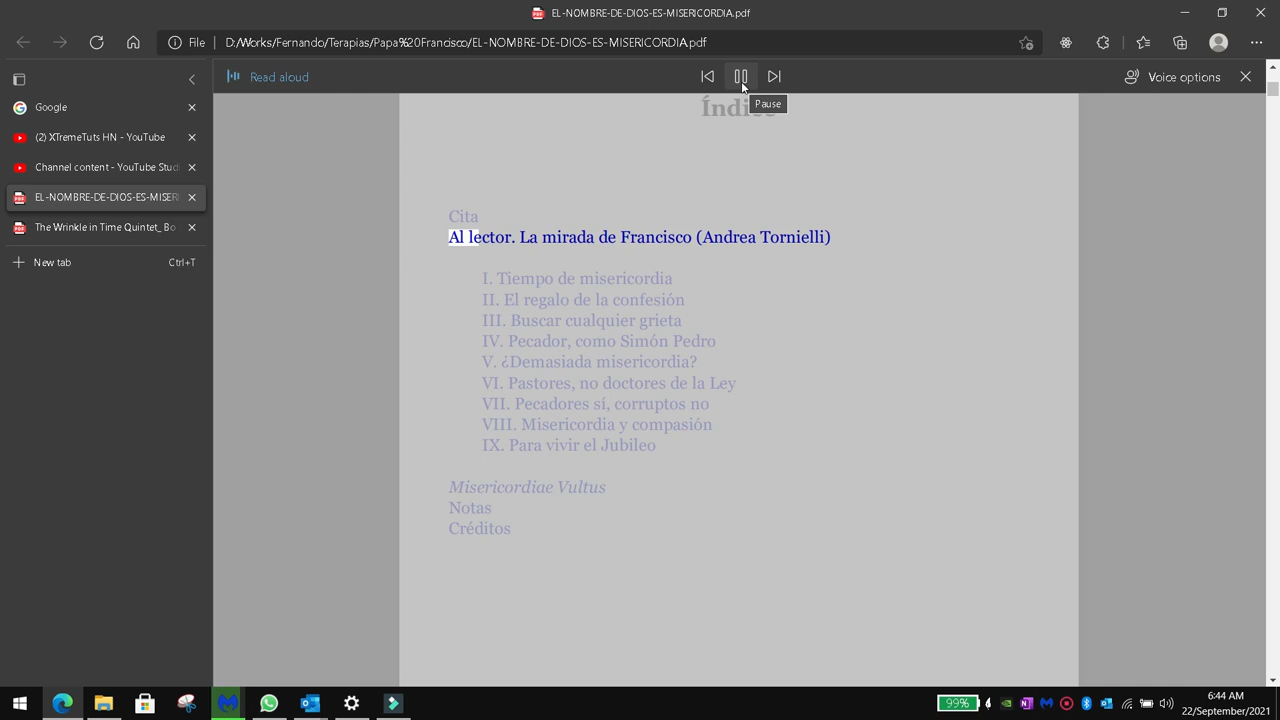 EL-NOMBRE-DE-DIOS-ES-MISERICORDIA.pdf
File
D:/Works/Fernando/Terapias/Papa%20Francisco/EL-NOMBRE-DE-DIOS-ES-MISERICORDIA.pdf
Read aloud
Voice options
Google
(2) XTremeTuts HN - YouTube
Channel content - YouTube Stud
EL-NOMBRE-DE-DIOS-ES-MISERI
The Wrinkle in Time Quintet_ Bo
New tab
Ctrl+T
Pause
Índice
Cita
Al lector. La mirada de Francisco (Andrea Tornielli)
I. Tiempo de misericordia
II. El regalo de la confesión
III. Buscar cualquier grieta
IV. Pecador, como Simón Pedro
V. ¿Demasiada misericordia?
VI. Pastores, no doctores de la Ley
VII. Pecadores sí, corruptos no
VIII. Misericordia y compasión
IX. Para vivir el Jubileo
Misericordiae Vultus
Notas
Créditos
99%
6:44 AM
22/September/2021